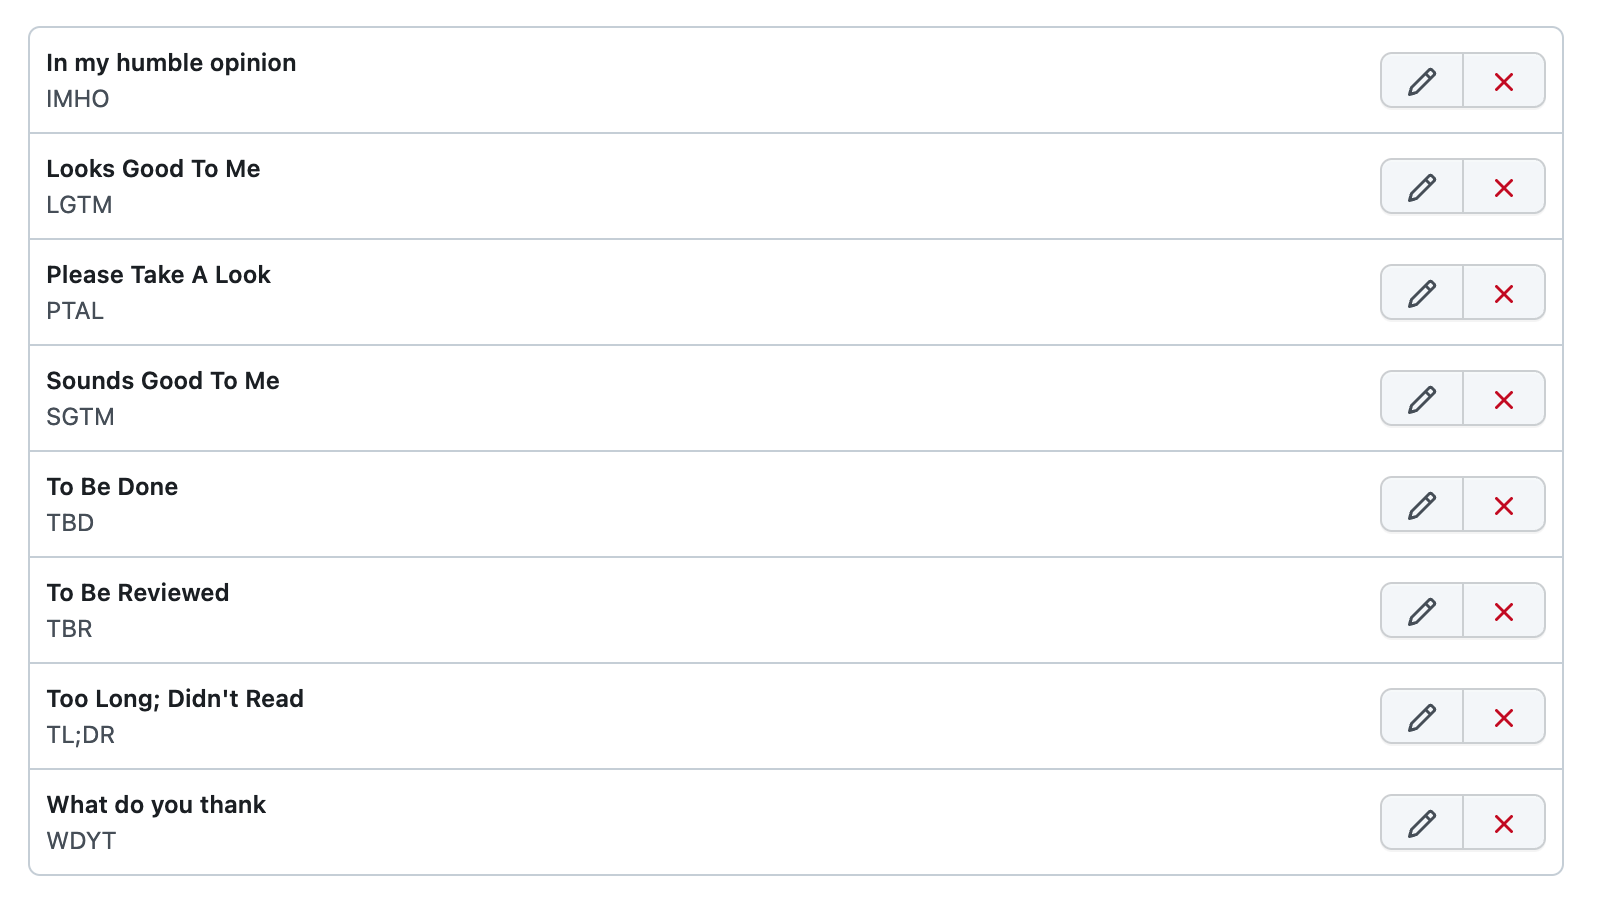 In my humble opinion
IMHO
Looks Good To Me
LGTM
Please Take A Look
PTAL
Sounds Good To Me
SGTM
To Be Done
TBD
To Be Reviewed
TBR
Too Long; Didn't Read
TL;DR
What do you thank
WDYT